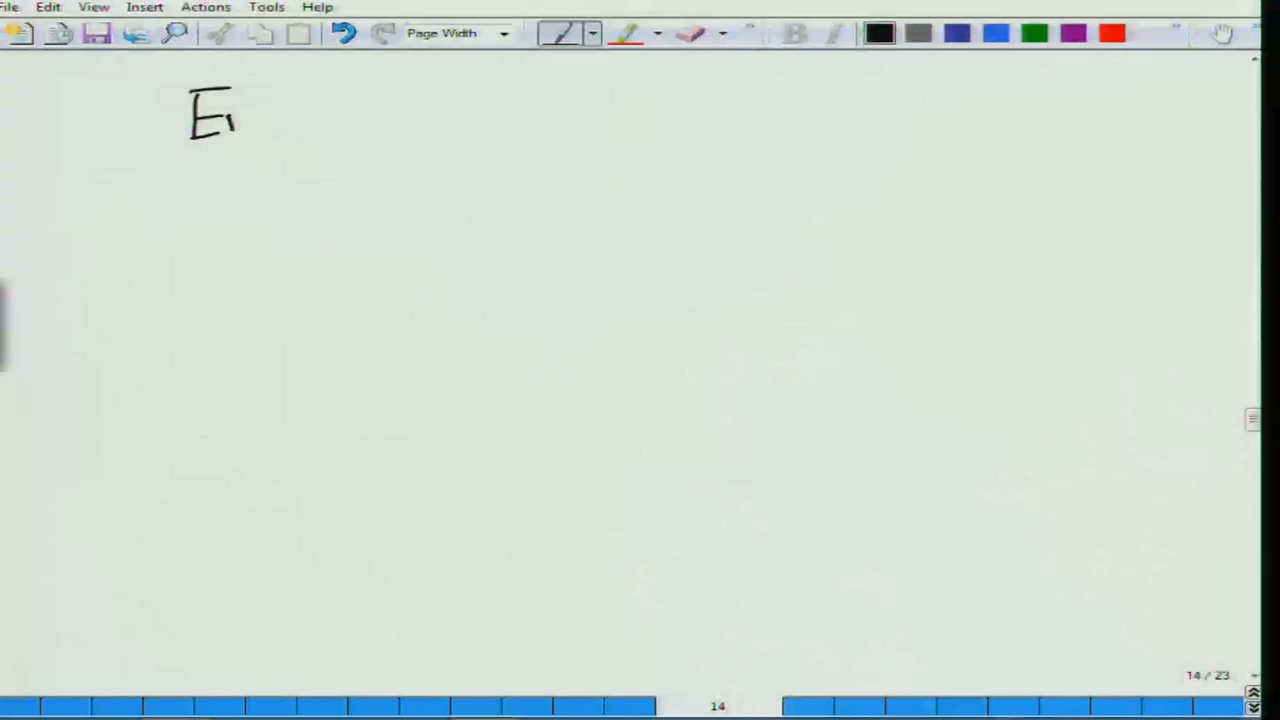 File Edit View Insert Actions Tools Help
Page Width
B I
E
14 / 23
14